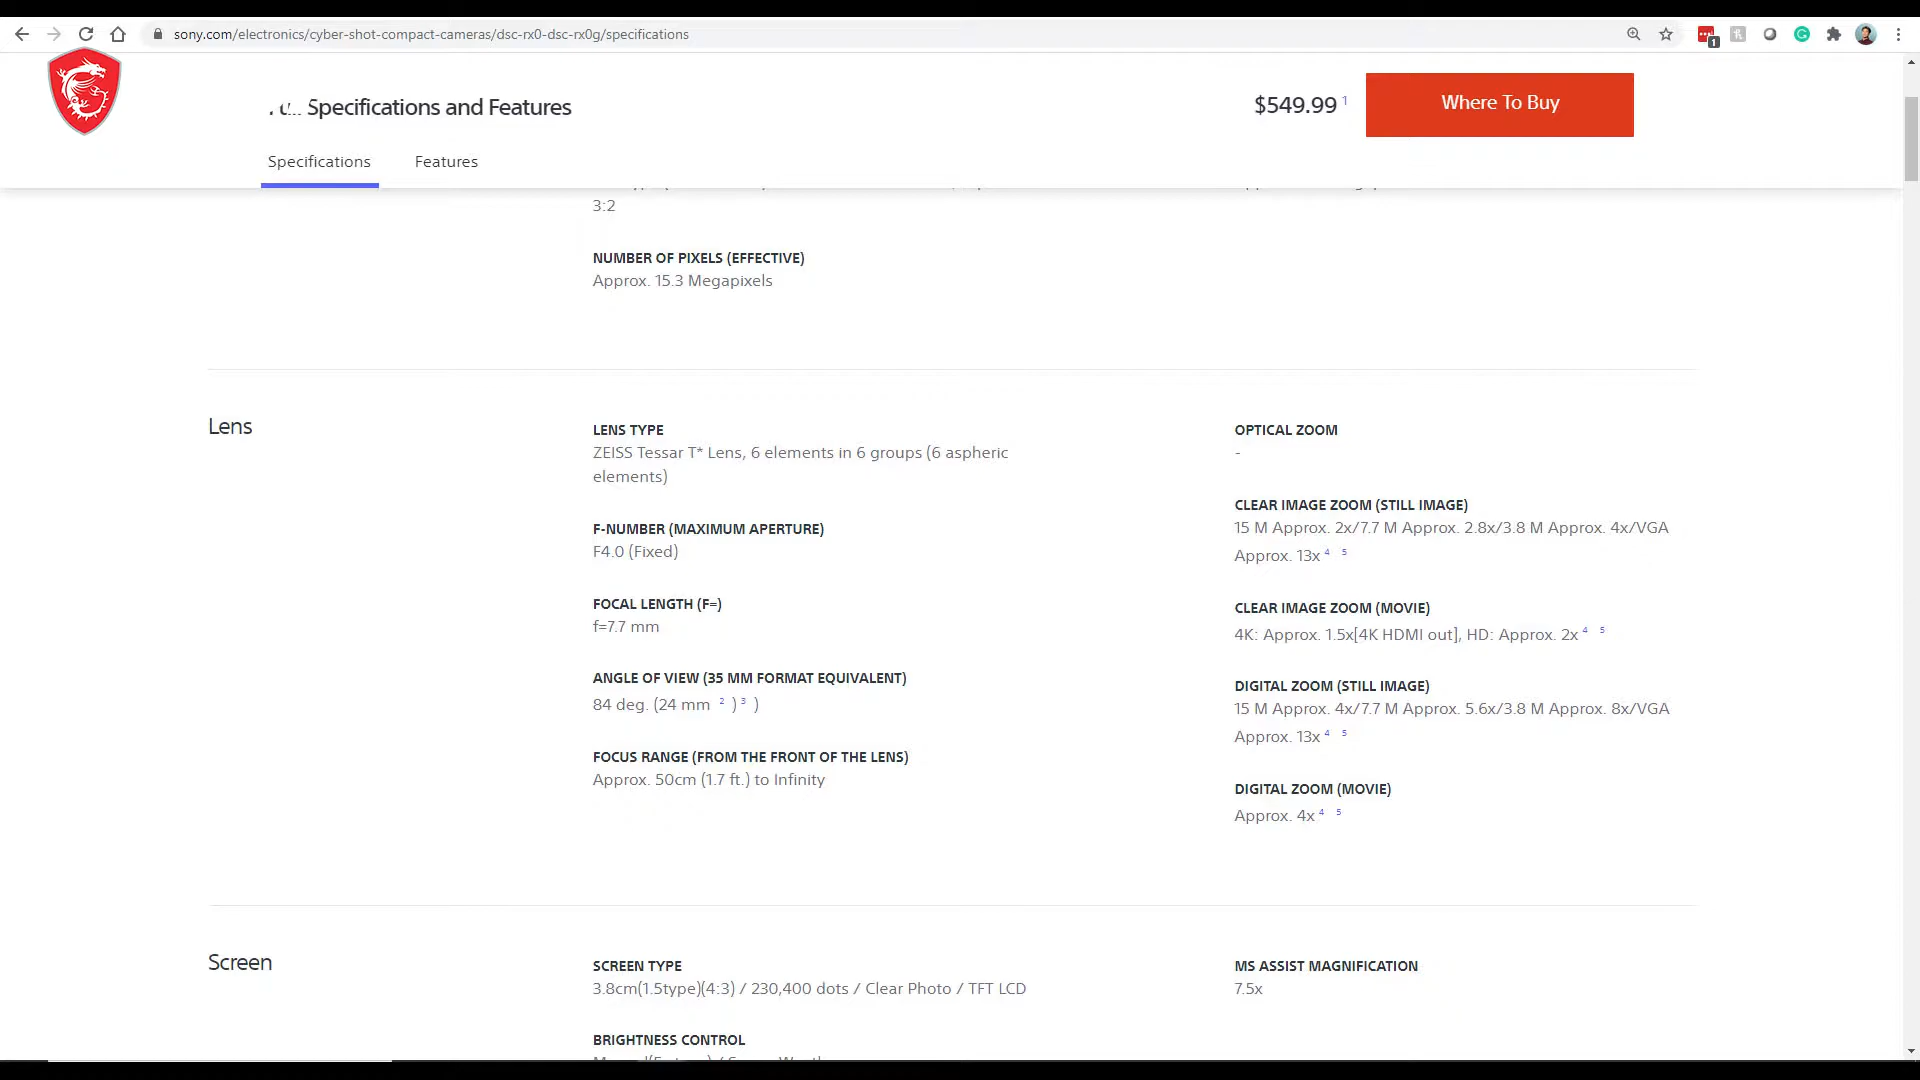 sony.com/electronics/cyber-shot-compact-cameras/dsc-rx0-dsc-rx0g/specifications
1
Specifications and Features
$549.99 1
Where To Buy
Specifications
Features
3:2
NUMBER OF PIXELS (EFFECTIVE)
Approx. 15.3 Megapixels
Lens
LENS TYPE
ZEISS Tessar T* Lens, 6 elements in 6 groups (6 aspheric
elements)
F-NUMBER (MAXIMUM APERTURE)
F4.0 (Fixed)
FOCAL LENGTH (F=)
f=7.7 mm
ANGLE OF VIEW (35 MM FORMAT EQUIVALENT)
84 deg. (24 mm 2 ) 3 )
FOCUS RANGE (FROM THE FRONT OF THE LENS)
Approx. 50cm (1.7 ft.) to Infinity
OPTICAL ZOOM
-
CLEAR IMAGE ZOOM (STILL IMAGE)
15 M Approx. 2x/7.7 M Approx. 2.8x/3.8 M Approx. 4x/VGA
Approx. 13x 4 5
CLEAR IMAGE ZOOM (MOVIE)
4K: Approx. 1.5x[4K HDMI out], HD: Approx. 2x 4 5
DIGITAL ZOOM (STILL IMAGE)
15 M Approx. 4x/7.7 M Approx. 5.6x/3.8 M Approx. 8x/VGA
Approx. 13x 4 5
DIGITAL ZOOM (MOVIE)
Approx. 4x 4 5
Screen
SCREEN TYPE
3.8cm(1.5type)(4:3) / 230,400 dots / Clear Photo / TFT LCD
BRIGHTNESS CONTROL
MS ASSIST MAGNIFICATION
7.5x